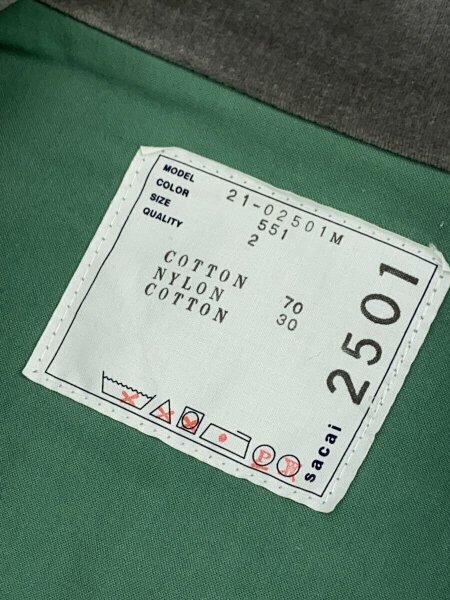 MODEL 21-02501M
COLOR 551
SIZE 2
QUALITY
COTTON
NYLON 70
COTTON 30
P F
sacai 2501